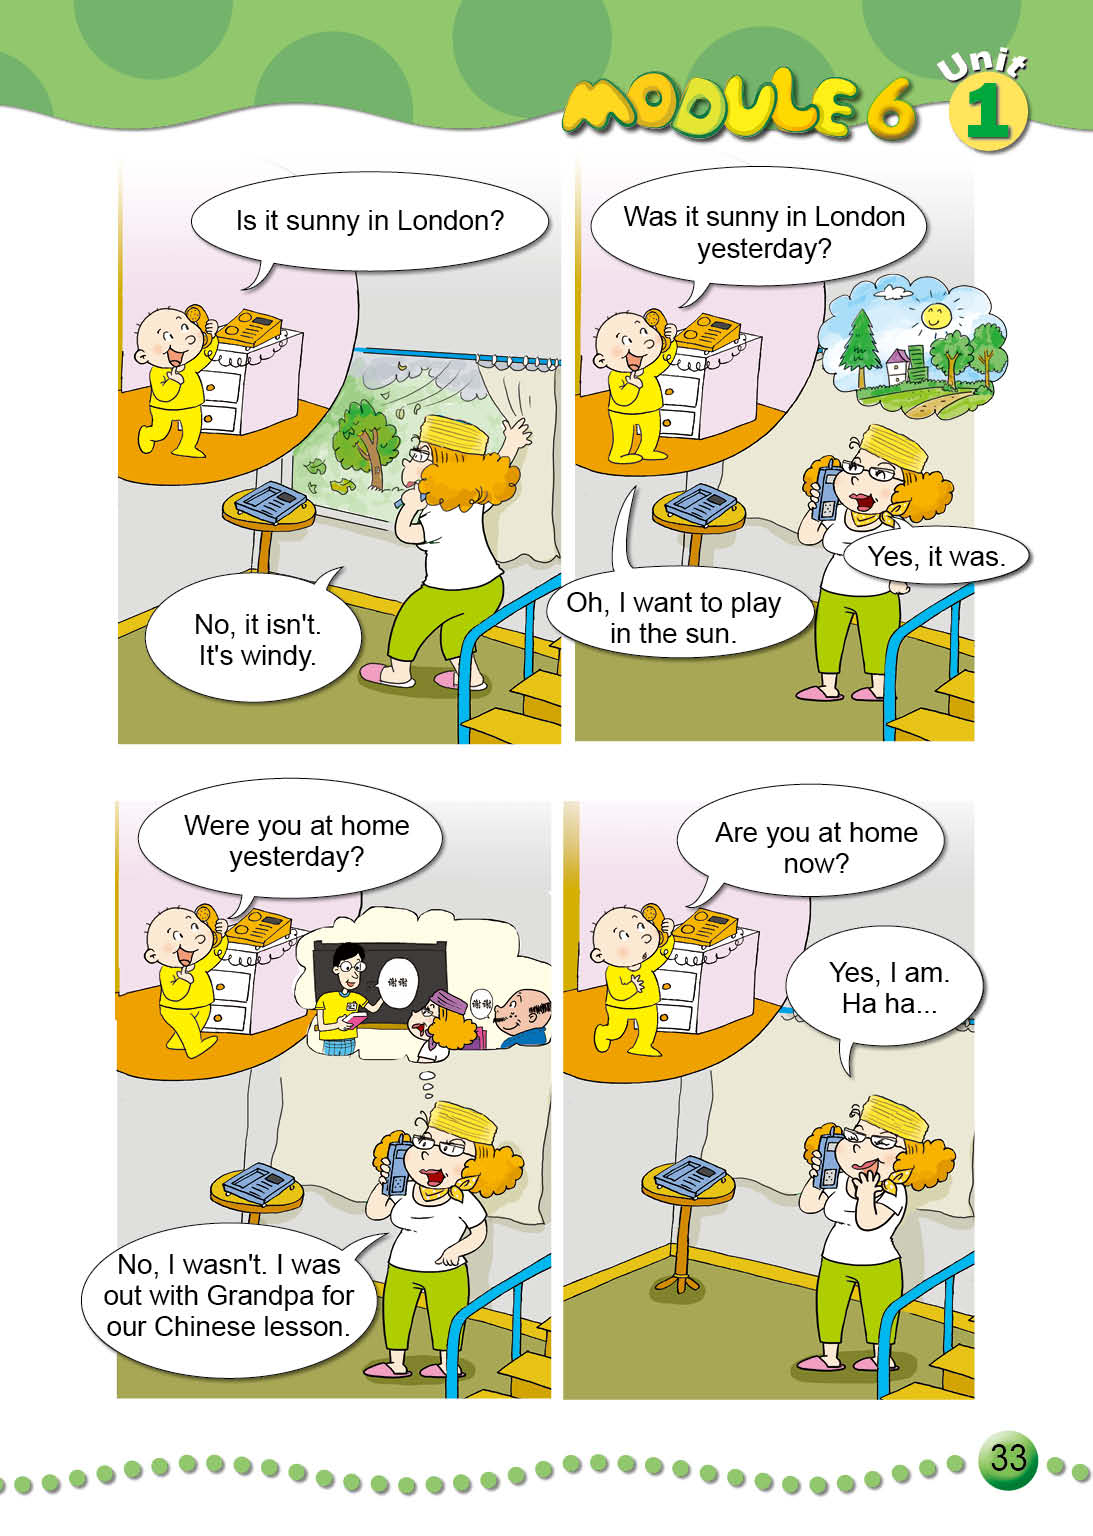 MODULE 6
Unit
1
Is it sunny in London?
No, it isn't.
It's windy.
Was it sunny in London
yesterday?
Yes, it was.
Oh, I want to play
in the sun.
Were you at home
yesterday?
No, I wasn't. I was
out with Grandpa for
our Chinese lesson.
Are you at home
now?
Yes, I am.
Ha ha...
33